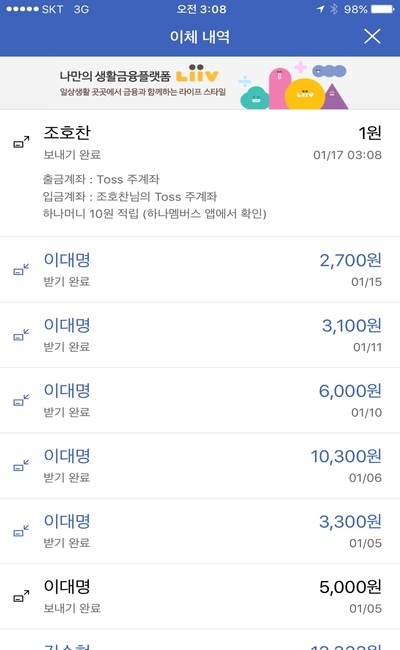 SKT 3G 오전 3:08 98%
이체 내역
나만의 생활금융플랫폼 Liiv
일상생활 곳곳에서 금융과 함께하는 라이프 스타일
Liiv
조호찬 1원
보내기 완료 01/17 03:08
출금계좌 : Toss 주계좌
입금계좌 : 조호찬님의 Toss 주계좌
하나머니 10원 적립 (하나멤버스 앱에서 확인)
이대명 2,700원
받기 완료 01/15
이대명 3,100원
받기 완료 01/11
이대명 6,000원
받기 완료 01/10
이대명 10,300원
받기 완료 01/06
이대명 3,300원
받기 완료 01/05
이대명 5,000원
보내기 완료 01/05